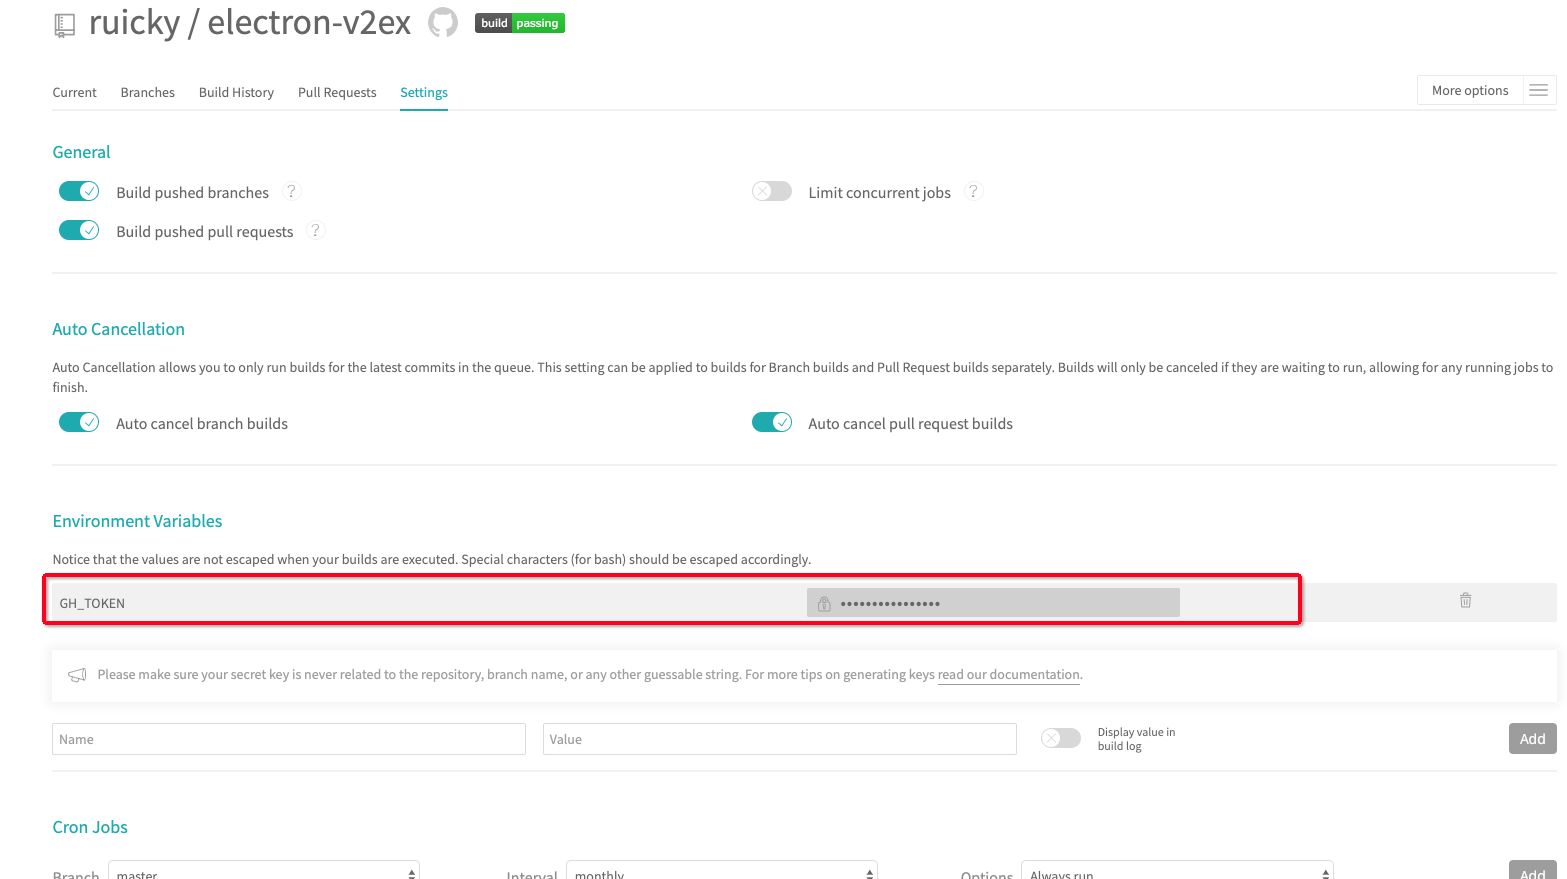 ruicky / electron-v2ex build passing
Current Branches Build History Pull Requests Settings More options
General
Build pushed branches ? Limit concurrent jobs ?
Build pushed pull requests ?
Auto Cancellation
Auto Cancellation allows you to only run builds for the latest commits in the queue. This setting can be applied to builds for Branch builds and Pull Request builds separately. Builds will only be canceled if they are waiting to run, allowing for any running jobs to
finish.
Auto cancel branch builds Auto cancel pull request builds
Environment Variables
Notice that the values are not escaped when your builds are executed. Special characters (for bash) should be escaped accordingly.
GH_TOKEN ••••••••••••••••
Please make sure your secret key is never related to the repository, branch name, or any other guessable string. For more tips on generating keys read our documentation.
Name Value Display value in
build log
Add
Cron Jobs
Branch master Interval monthly Options Always run Add